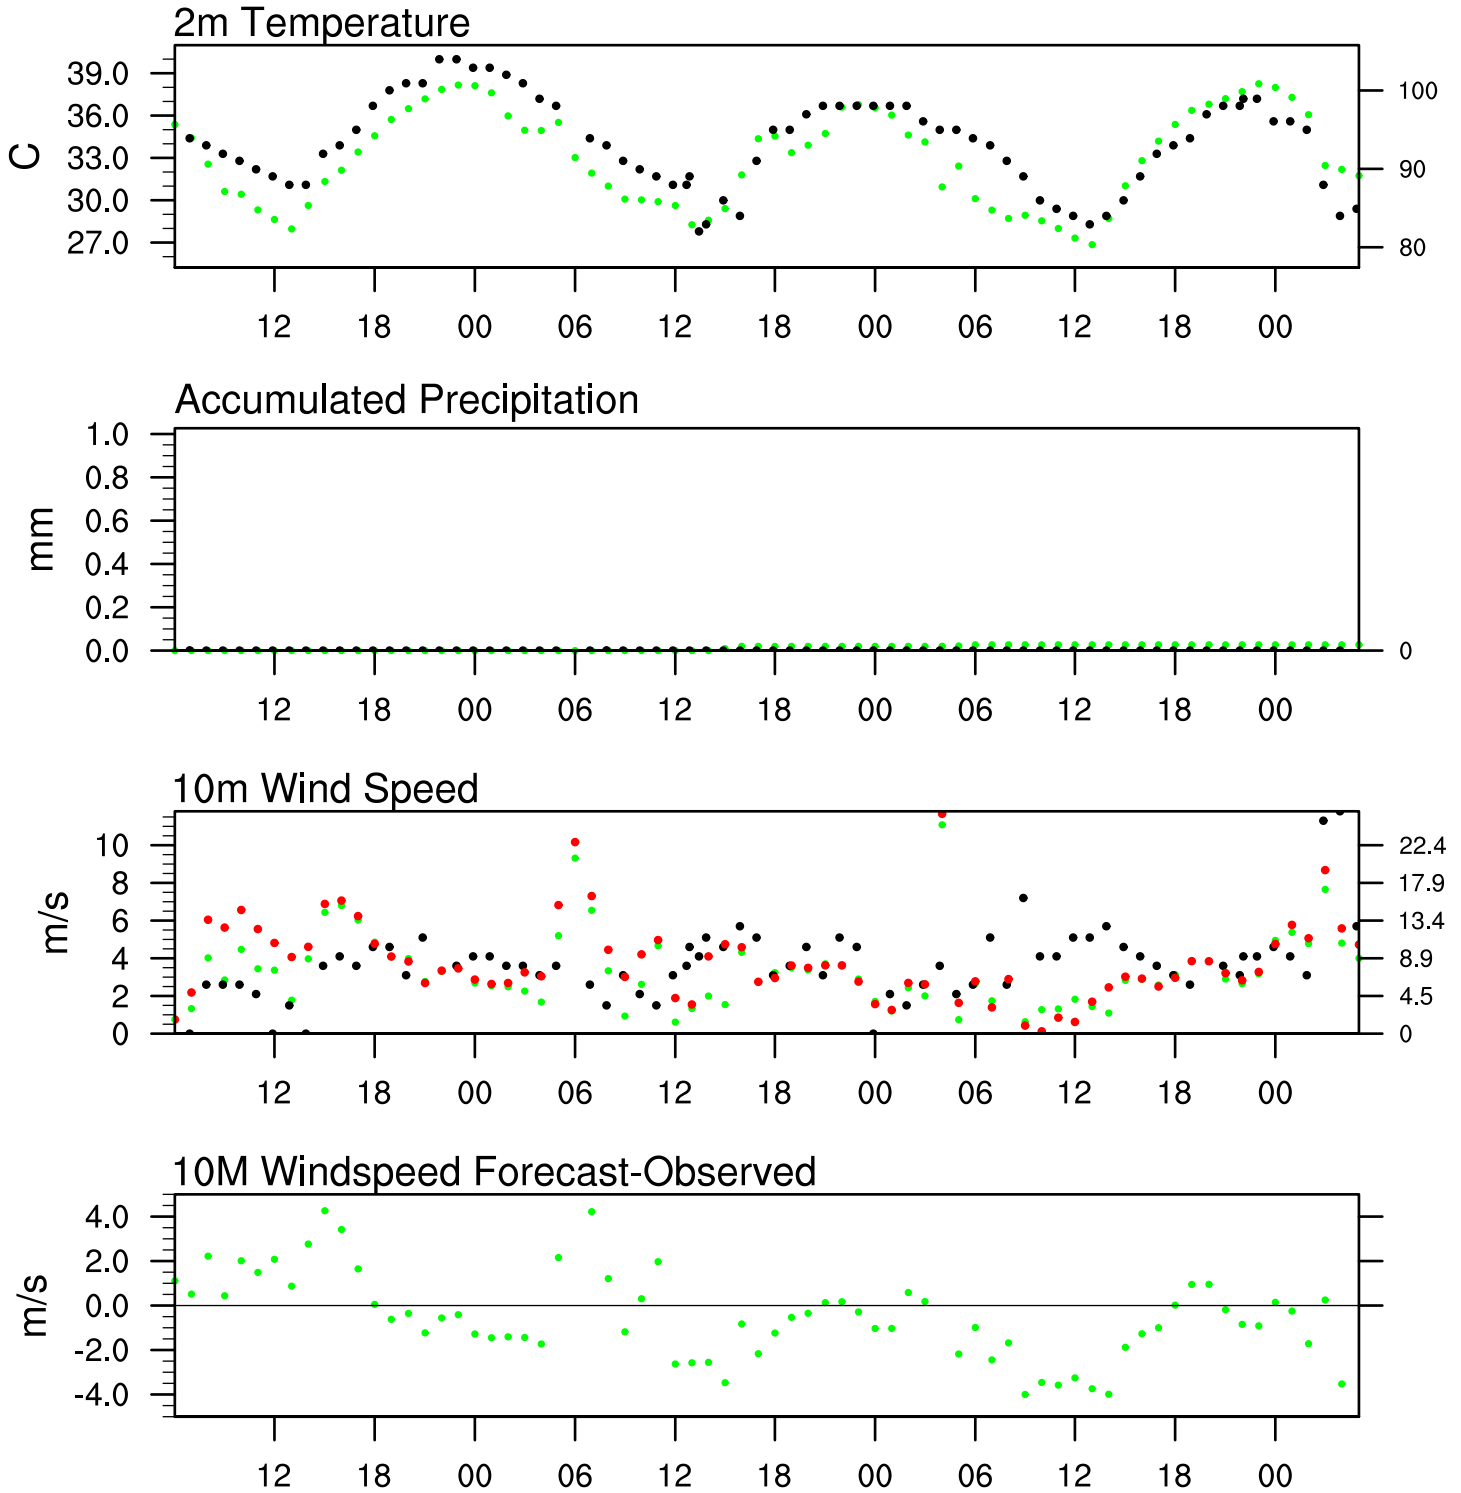 2m Temperature
39.0
36.0
33.0
30.0
27.0
C
100
90
80
12 18 00 06 12 18 00 06 12 18 00
Accumulated Precipitation
1.0
0.8
0.6
0.4
0.2
0.0
mm
0
12 18 00 06 12 18 00 06 12 18 00
10m Wind Speed
10
8
6
4
2
0
m/s
22.4
17.9
13.4
8.9
4.5
0
12 18 00 06 12 18 00 06 12 18 00
10M Windspeed Forecast-Observed
4.0
2.0
0.0
-2.0
-4.0
m/s
12 18 00 06 12 18 00 06 12 18 00